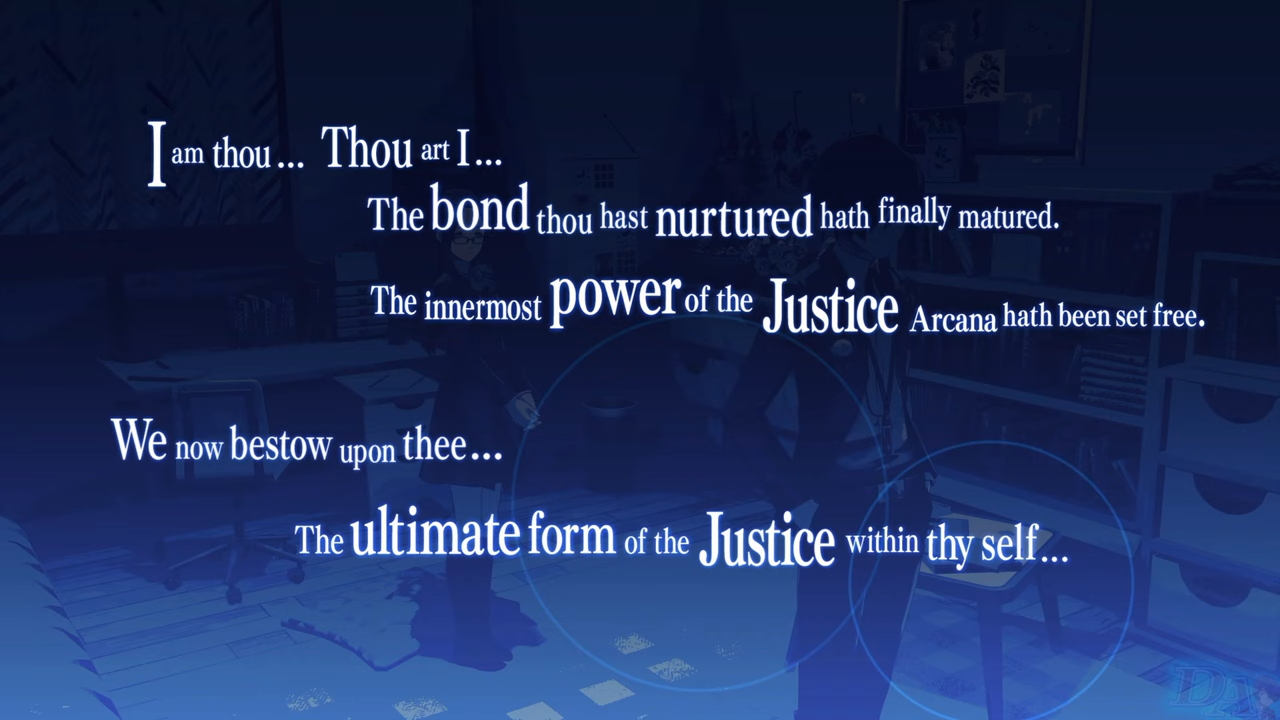 I am thou... Thou art I...
The bond thou hast nurtured hath finally matured.
The innermost power of the Justice Arcana hath been set free.
We now bestow upon thee...
The ultimate form of the Justice within thy self...
DA